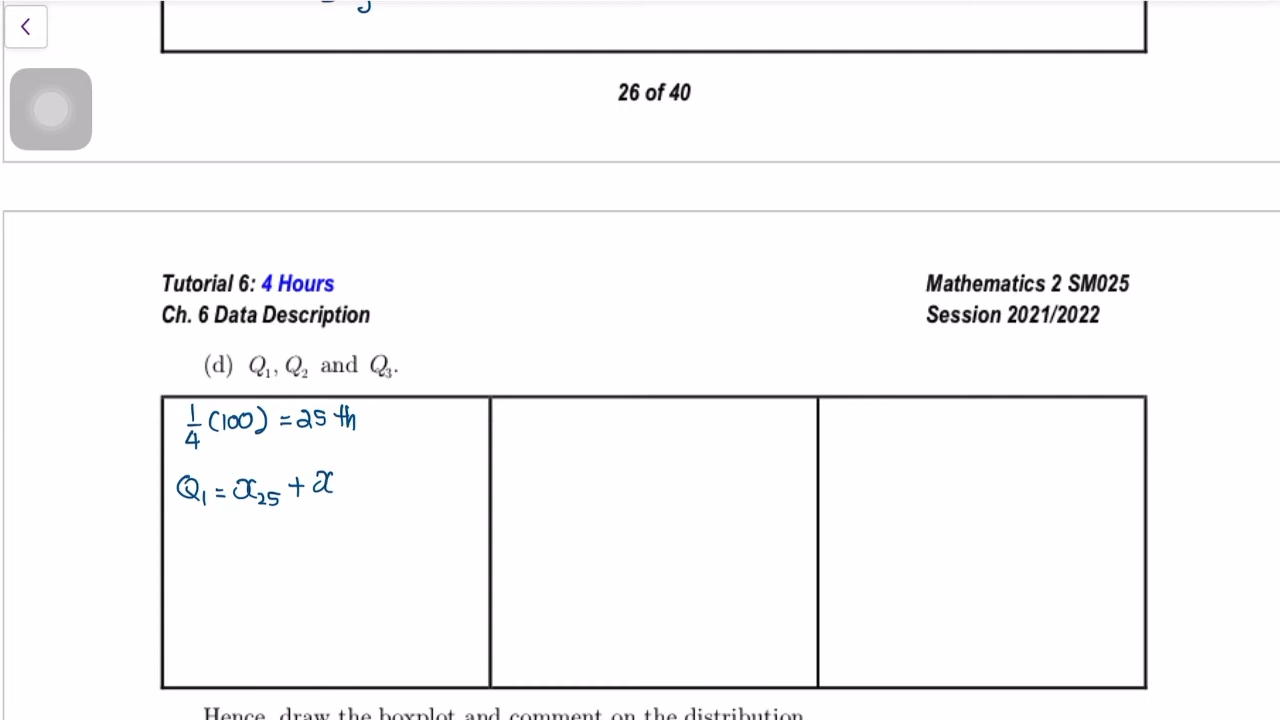 26 of 40
Tutorial 6: 4 Hours
Mathematics 2 SM025
Ch. 6 Data Description
Session 2021/2022
(d) Q₁, Q₂ and Q₃.
1/4 (100) = 25 th
Q₁ = x₂₅ + x
Hence, draw the boxplot and comment on the distribution